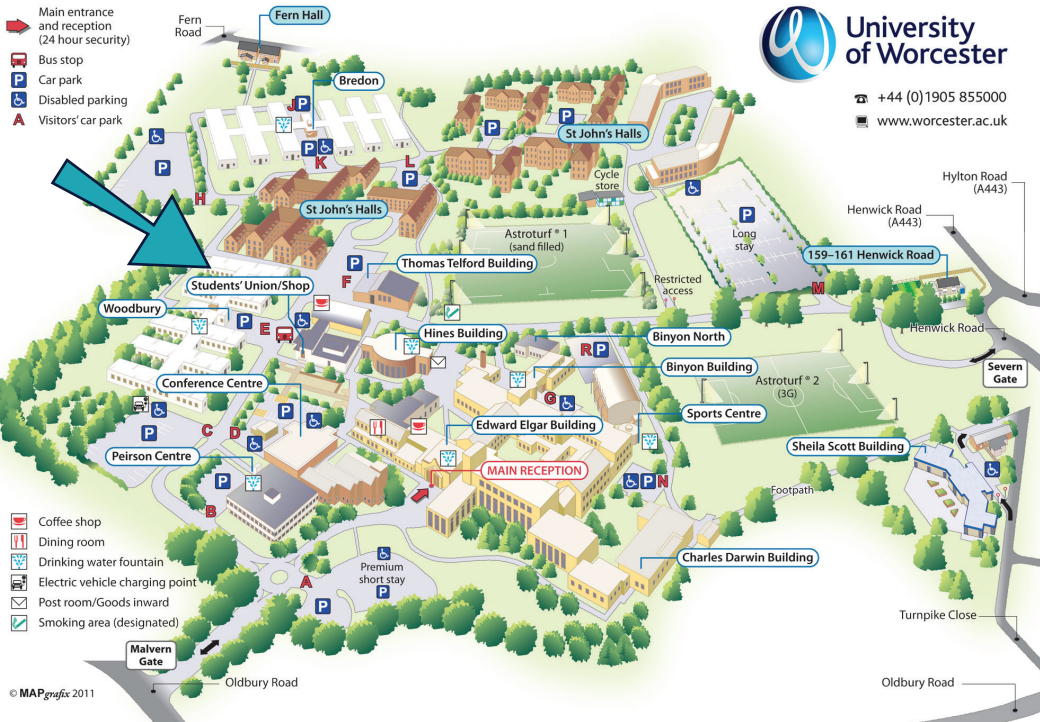 Main entrance
and reception
(24 hour security)
Bus stop
P Car park
Disabled parking
A Visitors' car park
Fern
Road
Fern Hall
University
of Worcester
+44 (0)1905 855000
www.worcester.ac.uk
J P
Bredon
P
K
L
P
P
P
St John's Halls
P
H
St John's Halls
Cycle
store
Hylton Road
(A443)
Henwick Road
(A443)
P
Long
stay
Astroturf ® 1
(sand filled)
159–161 Henwick Road
Thomas Telford Building
P
F
Restricted
access
M
Students' Union/Shop
Woodbury
P
E
Hines Building
Binyon North
Henwick Road
R P
Binyon Building
Severn
Gate
Astroturf ® 2
(3G)
Conference Centre
G
P
Sports Centre
Edward Elgar Building
P
C
D
Sheila Scott Building
Peirson Centre
MAIN RECEPTION
P
P N
Footpath
B
Coffee shop
Dining room
Drinking water fountain
Electric vehicle charging point
Post room/Goods inward
Smoking area (designated)
Charles Darwin Building
Premium
short stay
A
P
P
Turnpike Close
Malvern
Gate
Oldbury Road
Oldbury Road
© MAPgrafix 2011